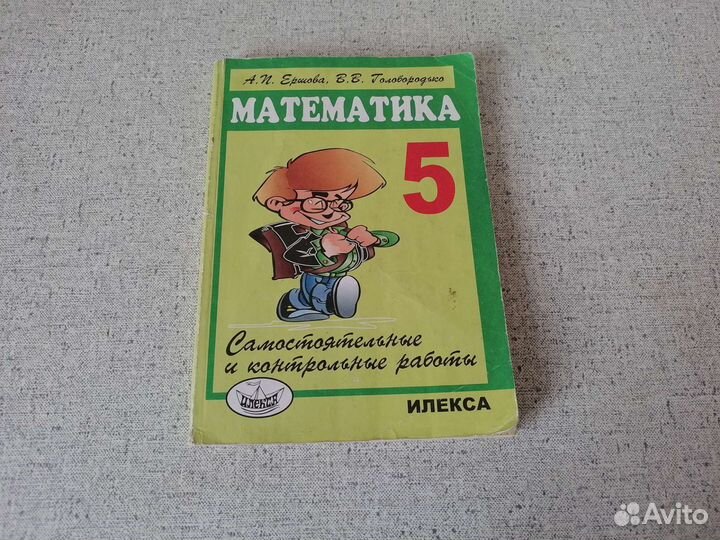 А.П. Ершова, В.В. Голобородько
МАТЕМАТИКА
5
Самостоятельные
и контрольные работы
ИЛЕКСА
ИЛЕКСА
Avito